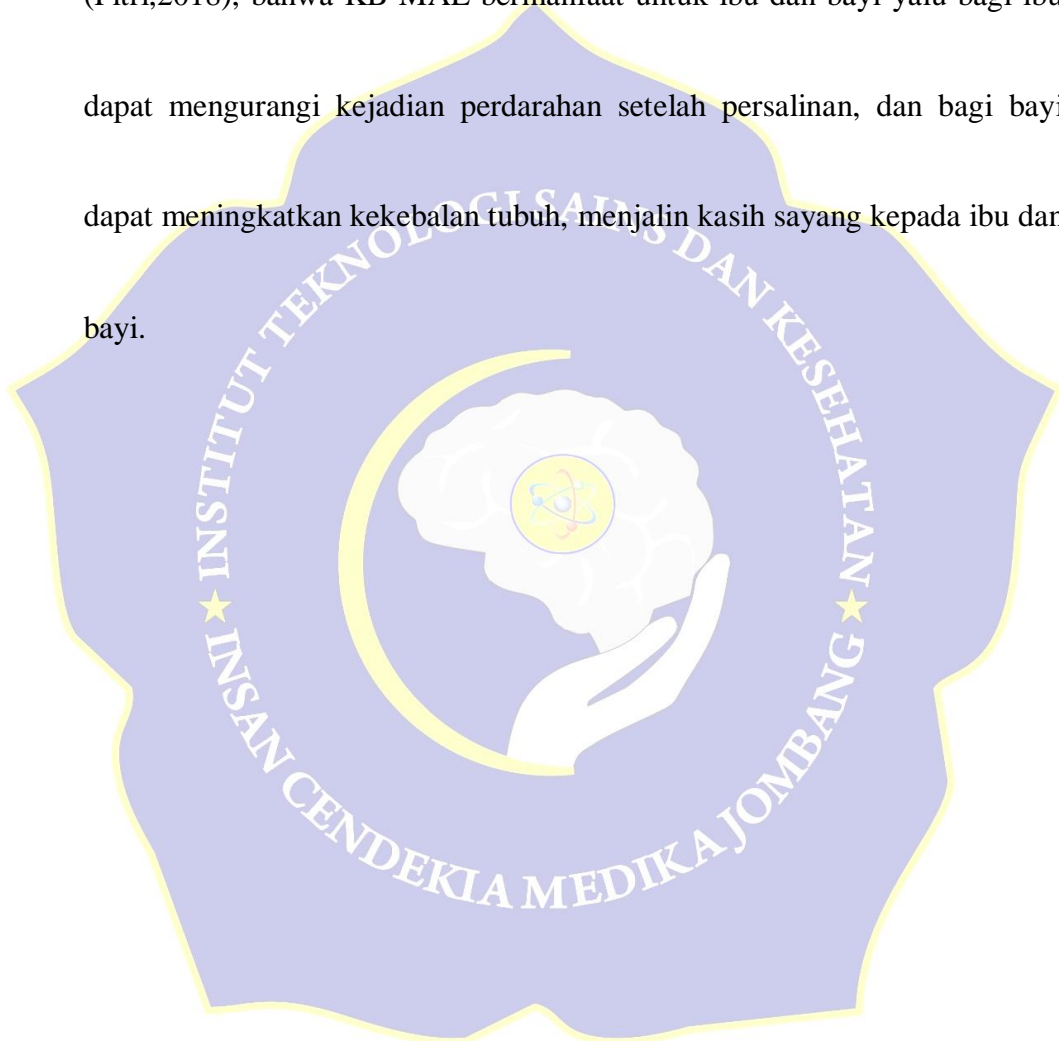 (Fitri,2018), bahwa KB MAL bermanfaat untuk ibu dan bayi yaiu bagi ibu
dapat mengurangi kejadian perdarahan setelah persalinan, dan bagi bayi
dapat meningkatkan kekebalan tubuh, menjalin kasih sayang kepada ibu dan
bayi.
INSTITUT TEKNOLOGI SAINS DAN KESEHATAN
INSAN CENDEKIA MEDIKA JOMBANG